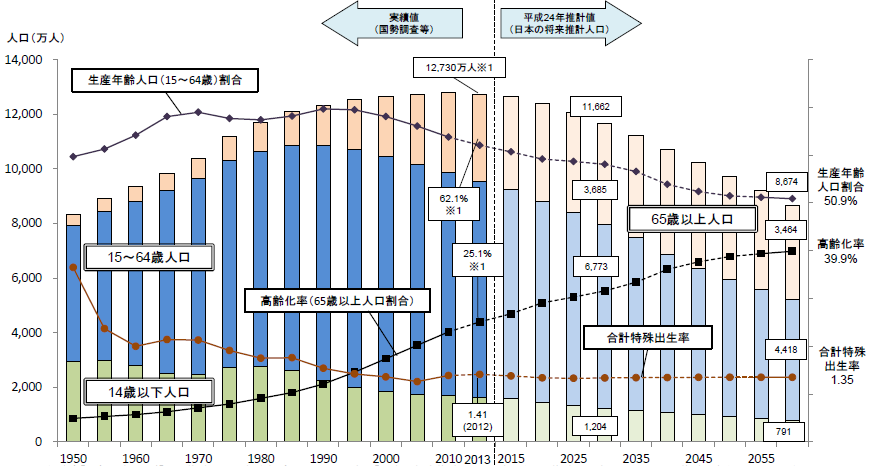 実績値
(国勢調査等)
平成24年推計値
(日本の将来推計人口)
人口(万人)
14,000
12,000
10,000
8,000
6,000
4,000
2,000
0
生産年齢人口(15～64歳)割合
12,730万人※1
11,662
8,674
生産年齢
人口割合
50.9%
62.1%
※1
3,685
65歳以上人口
3,464
15～64歳人口
25.1%
※1
6,773
高齢化率
39.9%
高齢化率(65歳以上人口割合)
合計特殊出生率
4,418
合計特殊
出生率
1.35
14歳以下人口
1.41
(2012)
1,204
791
1950
1960
1970
1980
1990
2000
2010
2013
2015
2025
2035
2045
2055